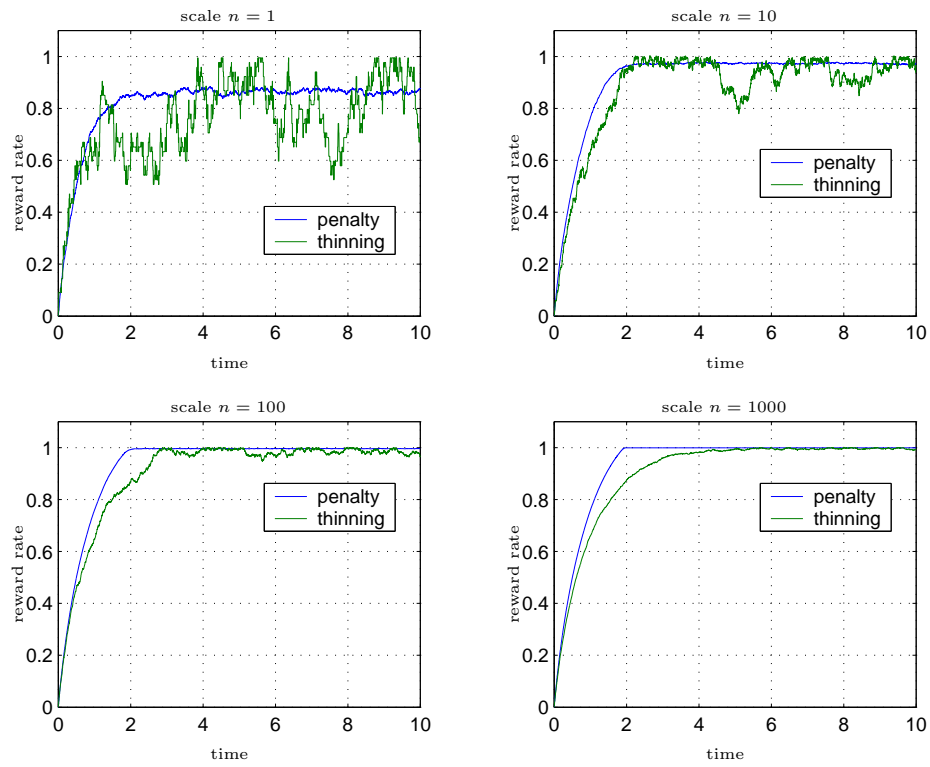 scale n = 1
1
0.8
0.6
0.4
0.2
0
reward rate
penalty
thinning
0 2 4 6 8 10
time
scale n = 10
1
0.8
0.6
0.4
0.2
0
reward rate
penalty
thinning
0 2 4 6 8 10
time
scale n = 100
1
0.8
0.6
0.4
0.2
0
reward rate
penalty
thinning
0 2 4 6 8 10
time
scale n = 1000
1
0.8
0.6
0.4
0.2
0
reward rate
penalty
thinning
0 2 4 6 8 10
time